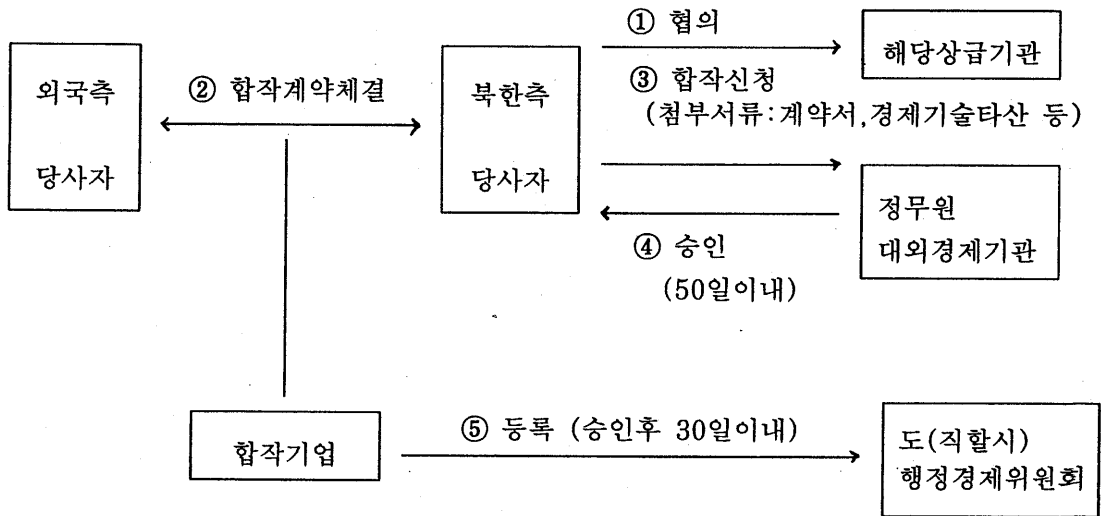 ① 협의
해당상급기관
외국측
당사자
② 합작계약체결
북한측
당사자
③ 합작신청
(첨부서류:계약서,경제기술타산 등)
정무원
대외경제기관
④ 승인
(50일이내)
합작기업
⑤ 등록 (승인후 30일이내)
도(직할시)
행정경제위원회